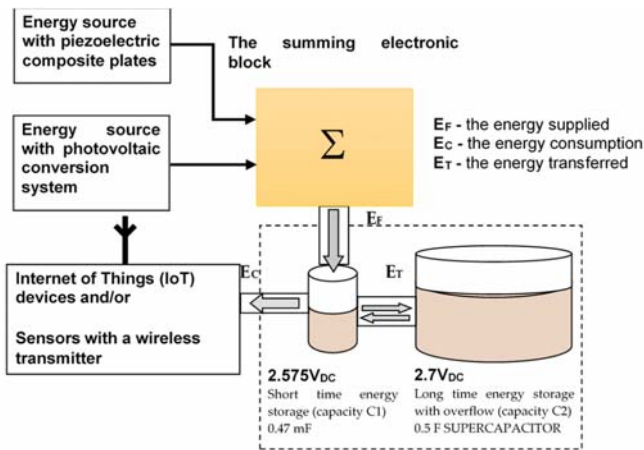 Energy source
with piezoelectric
composite plates
The summing electronic
block
Energy source
with photovoltaic
conversion
system
Σ
EF - the energy supplied
EC - the energy consumption
ET - the energy transferred
EF
EC
ET
Internet of Things (IoT)
devices and/or
Sensors with a wireless
transmitter
2.575VDC
Short time energy
storage (capacity C1)
0.47 mF
2.7VDC
Long time energy storage
with overflow (capacity C2)
0.5 F SUPERCAPACITOR